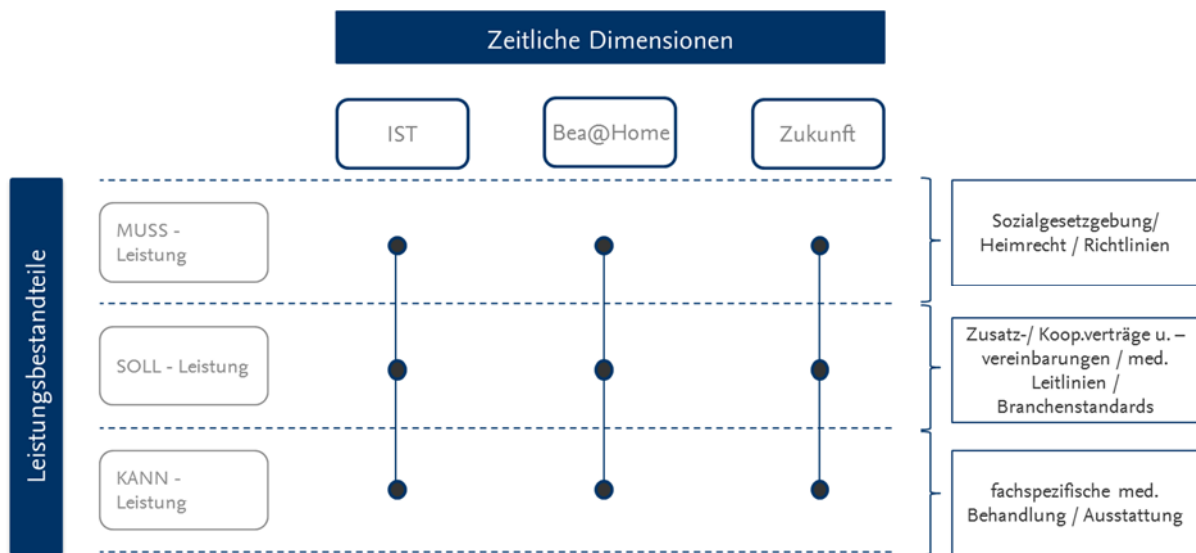 Zeitliche Dimensionen
IST
Bea@Home
Zukunft
Leistungsbestandteile
MUSS -
Leistung
Sozialgesetzgebung/
Heimrecht / Richtlinien
SOLL - Leistung
Zusatz-/ Koop.verträge u. –
vereinbarungen / med.
Leitlinien /
Branchenstandards
KANN -
Leistung
fachspezifische med.
Behandlung / Ausstattung